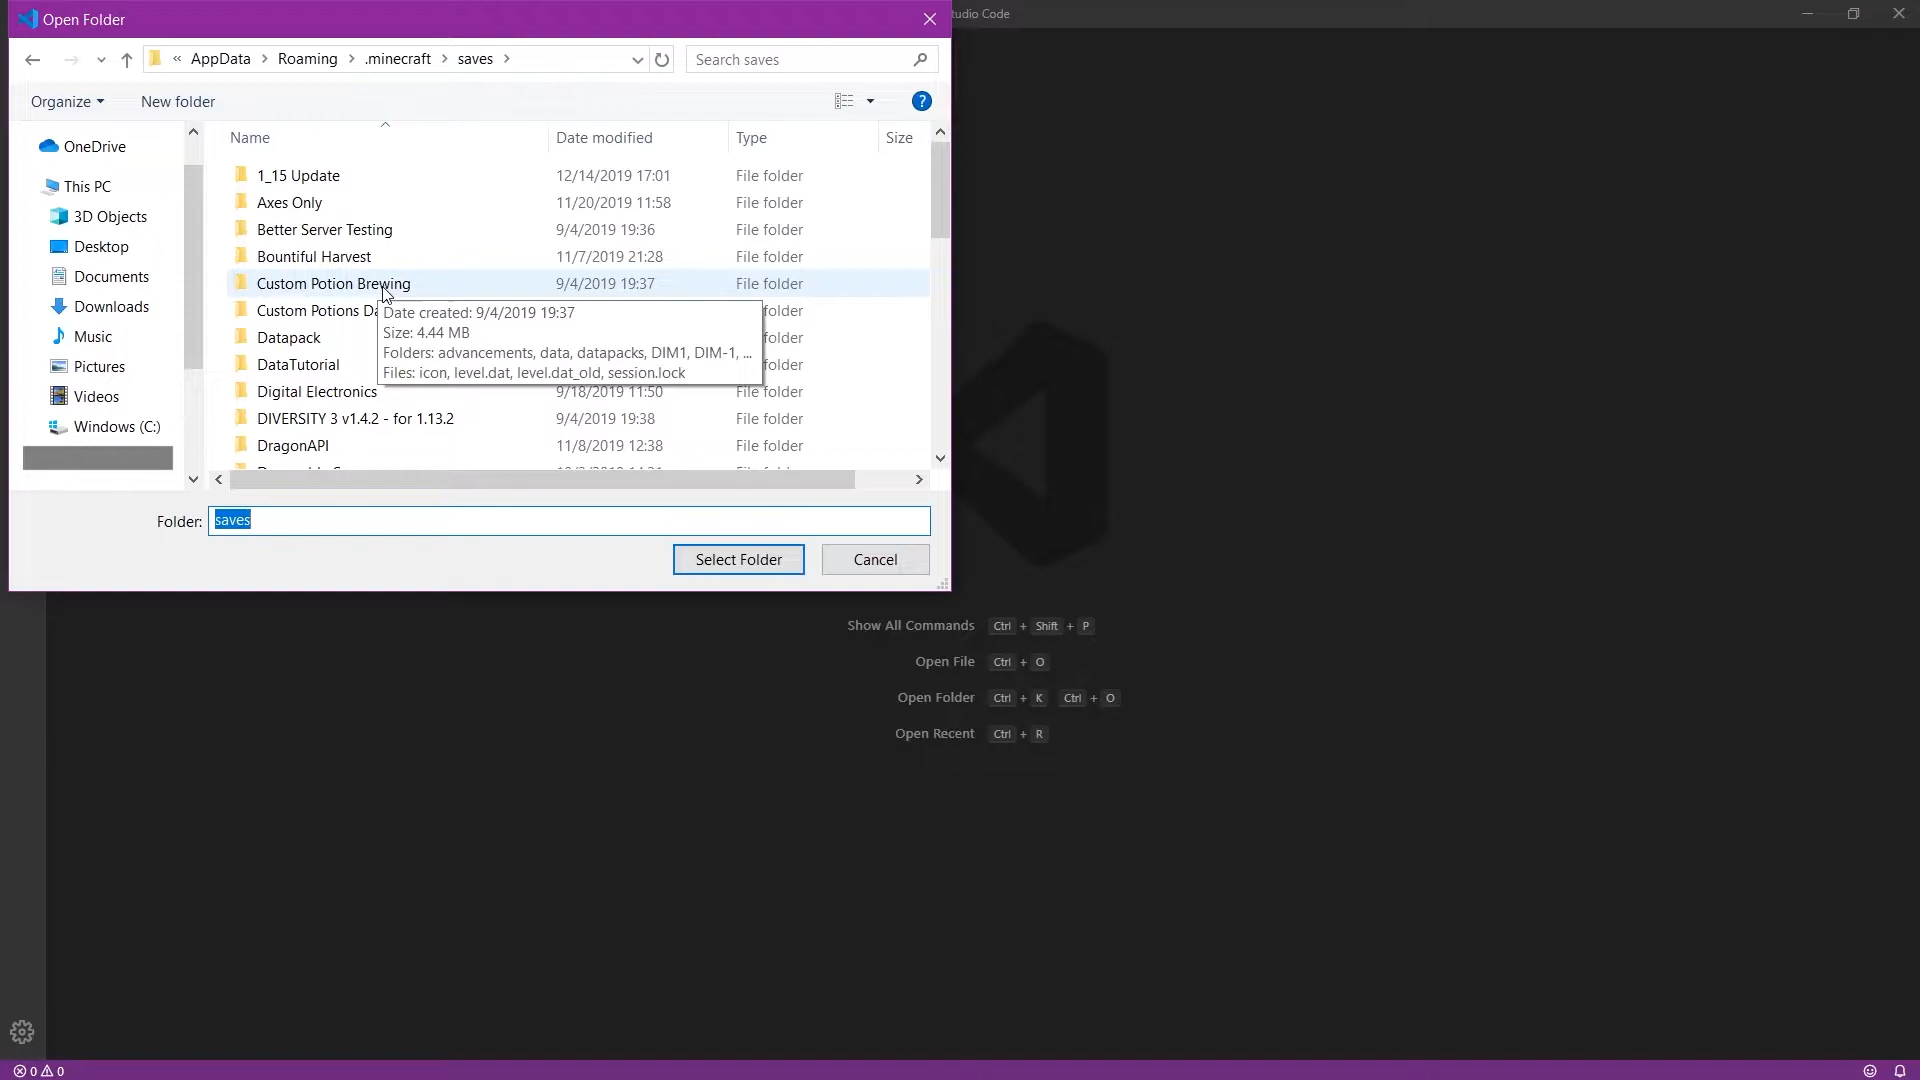 Open Folder
tudio Code
« AppData > Roaming > .minecraft > saves >
Search saves
Organize
New folder
?
Name
Date modified
Type
Size
OneDrive
This PC
3D Objects
Desktop
Documents
Downloads
Music
Pictures
Videos
Windows (C:)
1_15 Update 12/14/2019 17:01 File folder
Axes Only 11/20/2019 11:58 File folder
Better Server Testing 9/4/2019 19:36 File folder
Bountiful Harvest 11/7/2019 21:28 File folder
Custom Potion Brewing 9/4/2019 19:37 File folder
Custom Potions Da folder
Datapack
DataTutorial folder
Digital Electronics 9/18/2019 11:50 File folder
DIVERSITY 3 v1.4.2 - for 1.13.2 9/4/2019 19:38 File folder
DragonAPI 11/8/2019 12:38 File folder
Date created: 9/4/2019 19:37
Size: 4.44 MB
Folders: advancements, data, datapacks, DIM1, DIM-1, ...
Files: icon, level.dat, level.dat_old, session.lock
Folder: saves
Select Folder
Cancel
Show All Commands Ctrl + Shift + P
Open File Ctrl + O
Open Folder Ctrl + K Ctrl + O
Open Recent Ctrl + R
0 0